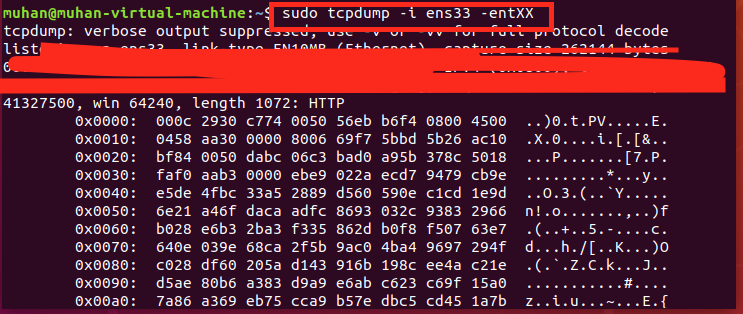 muhan@muhan-virtual-machine:~$ sudo tcpdump -i ens33 -entXX
tcpdump: verbose output suppressed, use -v or -vv for full protocol decode
ens33, link-type EN10MB (Ethernet), capture size 262144 bytes
41327500, win 64240, length 1072: HTTP
0x0000: 000c 2930 c774 0050 56eb b6f4 0800 4500 ..)0.t.PV.....E.
0x0010: 0458 aa30 0000 8006 69f7 5bbd 5b26 ac10 .X.0....i.[.[&..
0x0020: bf84 0050 dabc 06c3 bad0 a95b 378c 5018 ...P.......[7.P.
0x0030: faf0 aab3 0000 ebe9 022a ecd7 9479 cb9e .........*...y..
0x0040: e5de 4fbc 33a5 2889 d560 590e c1cd 1e9d ..O.3.(..`Y.....
0x0050: 6e21 a46f daca adfc 8693 032c 9383 2966 n!.o.......,..)f
0x0060: b028 e6b3 2ba3 f335 862d b0f8 f507 63e7 .(..+..5.-....c.
0x0070: 640e 039e 68ca 2f5b 9ac0 4ba4 9697 294f d...h./[..K...)O
0x0080: c028 df60 205a d143 916b 198c ee4a c21e .(.`.Z.C.k...J..
0x0090: d5ae 80b6 a383 d9a9 e6ab c623 c69f 15a0 ...........#....
0x00a0: 7a86 a369 eb75 cca9 b57e dbc5 cd45 1a7b z..i.u...~...E.{